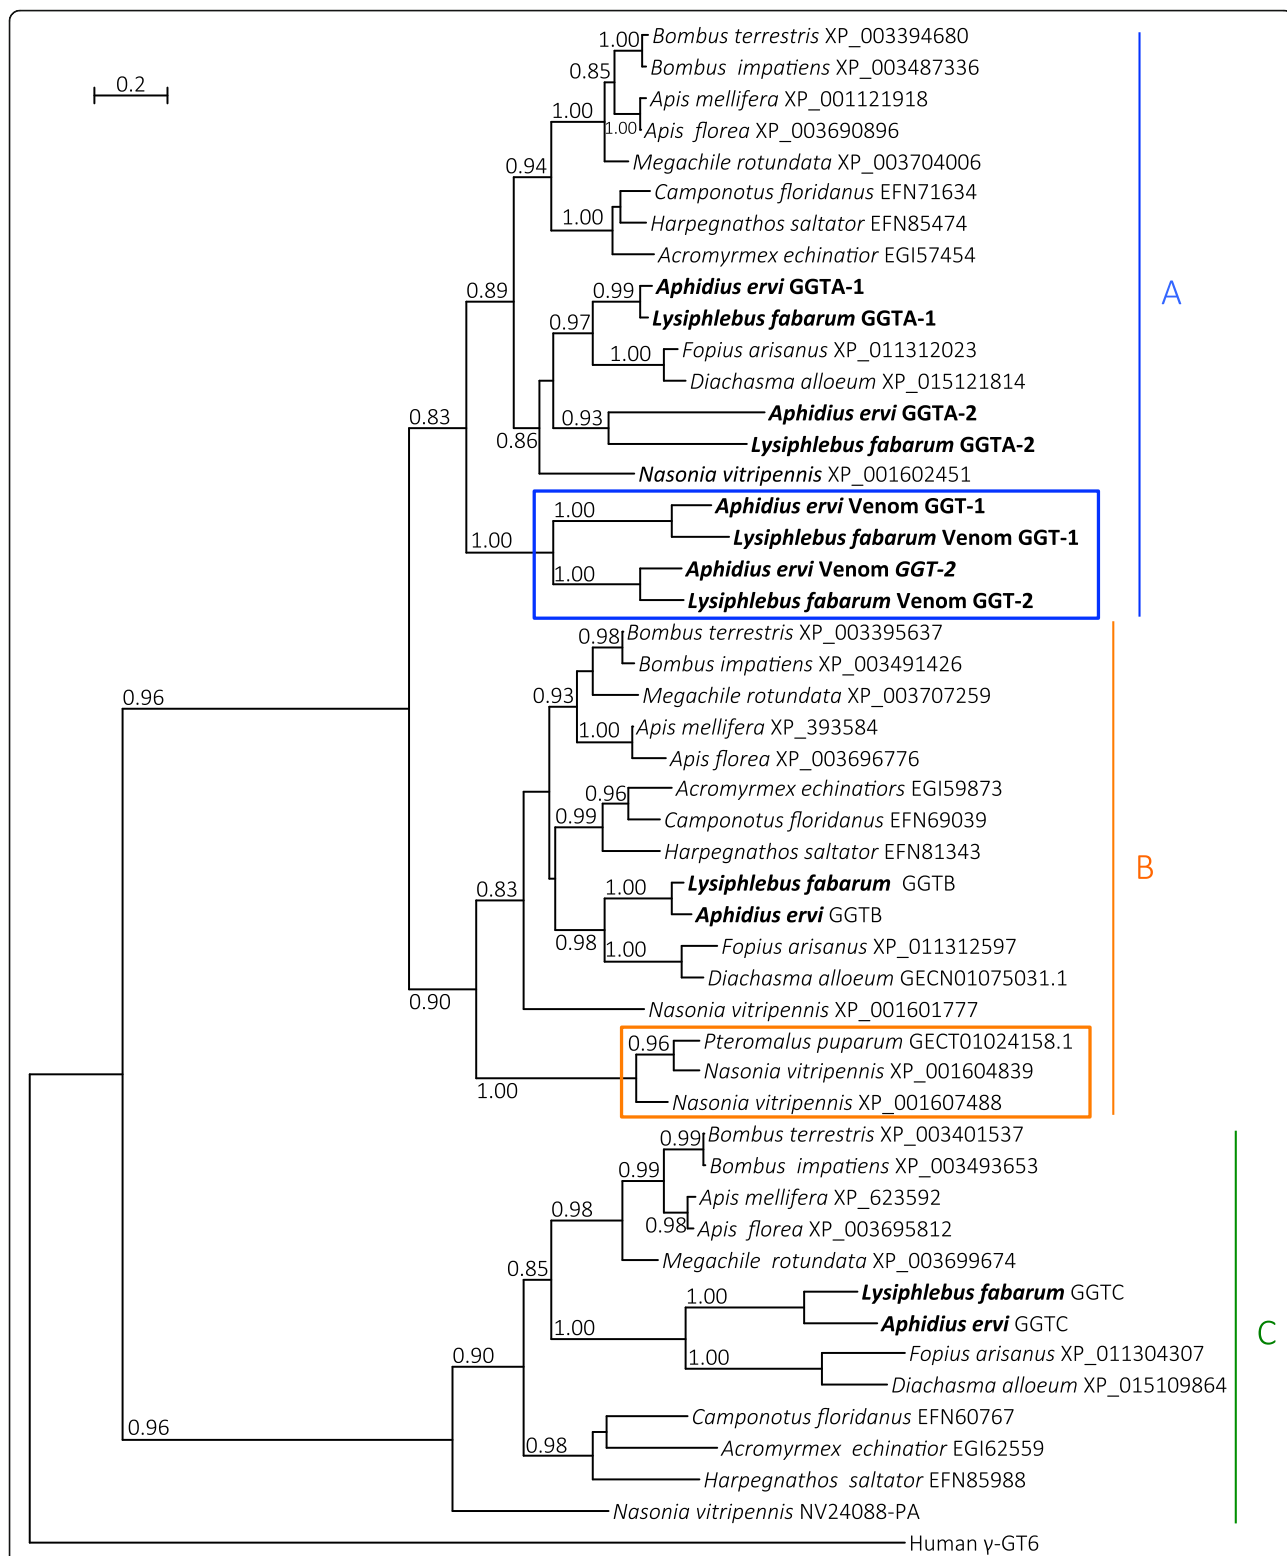 1.00
Bombus terrestris XP_003394680
0.85
Bombus impatiens XP_003487336
0.2
Apis mellifera XP_001121918
1.00
1.00
Apis florea XP_003690896
0.94
Megachile rotundata XP_003704006
Camponotus floridanus EFN71634
1.00
Harpegnathos saltator EFN85474
Acromyrmex echinatior EGI57454
0.89
0.99
Aphidius ervi GGTA-1
A
0.97
Lysiphlebus fabarum GGTA-1
1.00
Fopius arisanus XP_011312023
Diachasma alloeum XP_015121814
0.83
0.93
Aphidius ervi GGTA-2
0.86
Lysiphlebus fabarum GGTA-2
Nasonia vitripennis XP_001602451
1.00
Aphidius ervi Venom GGT-1
1.00
Lysiphlebus fabarum Venom GGT-1
1.00
Aphidius ervi Venom GGT-2
Lysiphlebus fabarum Venom GGT-2
0.98
Bombus terrestris XP_003395637
Bombus impatiens XP_003491426
0.96
0.93
Megachile rotundata XP_003707259
1.00
Apis mellifera XP_393584
Apis florea XP_003696776
0.96
Acromyrmex echinatiors EGI59873
0.99
Camponotus floridanus EFN69039
Harpegnathos saltator EFN81343
B
0.83
1.00
Lysiphlebus fabarum GGTB
Aphidius ervi GGTB
0.98
1.00
Fopius arisanus XP_011312597
Diachasma alloeum GECN01075031.1
0.90
Nasonia vitripennis XP_001601777
0.96
Pteromalus puparum GECT01024158.1
Nasonia vitripennis XP_001604839
1.00
Nasonia vitripennis XP_001607488
0.99
Bombus terrestris XP_003401537
0.99
Bombus impatiens XP_003493653
0.98
Apis mellifera XP_623592
0.98
Apis florea XP_003695812
0.85
Megachile rotundata XP_003699674
1.00
Lysiphlebus fabarum GGTC
1.00
Aphidius ervi GGTC
C
0.90
1.00
Fopius arisanus XP_011304307
Diachasma alloeum XP_015109864
0.96
Camponotus floridanus EFN60767
0.98
Acromyrmex echinatior EGI62559
Harpegnathos saltator EFN85988
Nasonia vitripennis NV24088-PA
Human γ-GT6